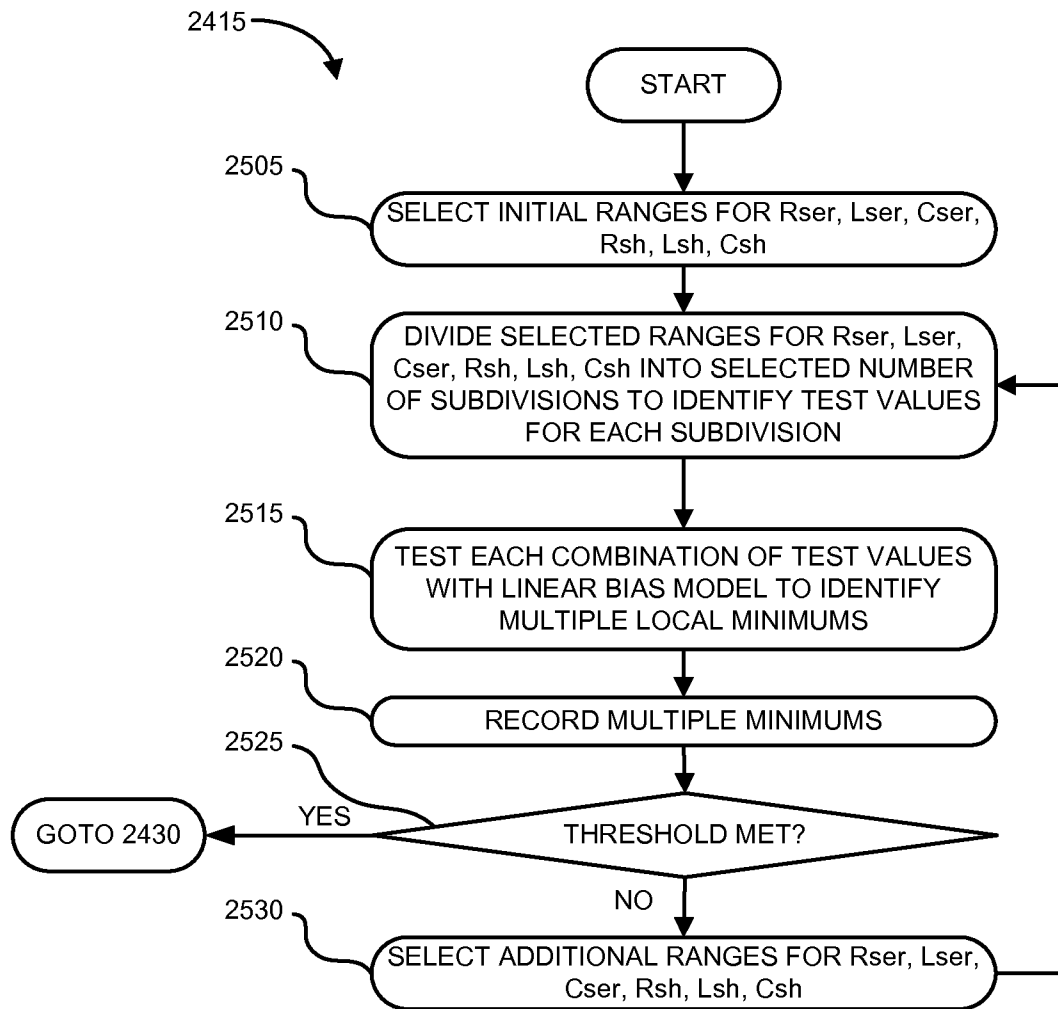 2415
START
2505
SELECT INITIAL RANGES FOR Rser, Lser, Cser,
Rsh, Lsh, Csh
2510
DIVIDE SELECTED RANGES FOR Rser, Lser,
Cser, Rsh, Lsh, Csh INTO SELECTED NUMBER
OF SUBDIVISIONS TO IDENTIFY TEST VALUES
FOR EACH SUBDIVISION
2515
TEST EACH COMBINATION OF TEST VALUES
WITH LINEAR BIAS MODEL TO IDENTIFY
MULTIPLE LOCAL MINIMUMS
2520
RECORD MULTIPLE MINIMUMS
2525
THRESHOLD MET?
YES
GOTO 2430
NO
2530
SELECT ADDITIONAL RANGES FOR Rser, Lser,
Cser, Rsh, Lsh, Csh